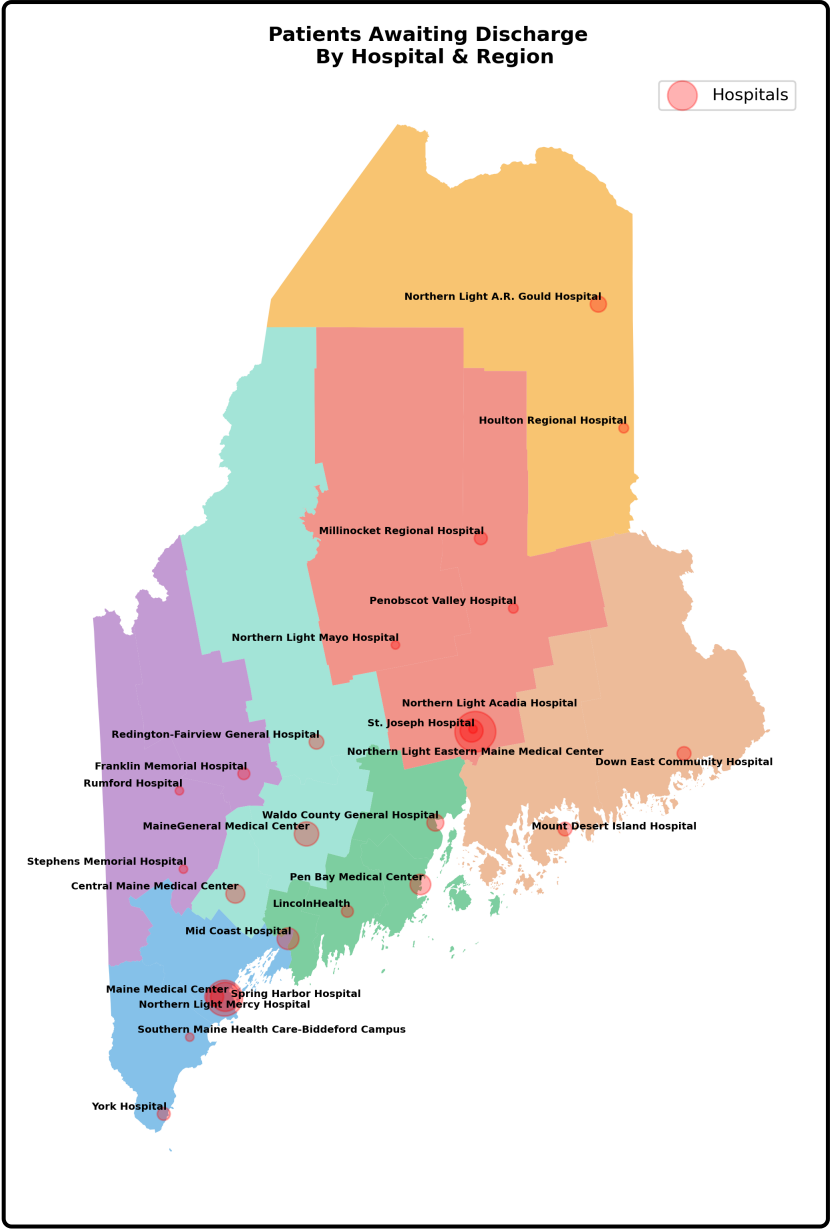 Patients Awaiting Discharge
By Hospital & Region
Hospitals
Northern Light A.R. Gould Hospital
Houlton Regional Hospital
Millinocket Regional Hospital
Penobscot Valley Hospital
Northern Light Mayo Hospital
Northern Light Acadia Hospital
St. Joseph Hospital
Redington-Fairview General Hospital
Northern Light Eastern Maine Medical Center
Down East Community Hospital
Franklin Memorial Hospital
Rumford Hospital
Waldo County General Hospital
MaineGeneral Medical Center
Mount Desert Island Hospital
Stephens Memorial Hospital
Pen Bay Medical Center
Central Maine Medical Center
LincolnHealth
Mid Coast Hospital
Maine Medical Center
Spring Harbor Hospital
Northern Light Mercy Hospital
Southern Maine Health Care-Biddeford Campus
York Hospital